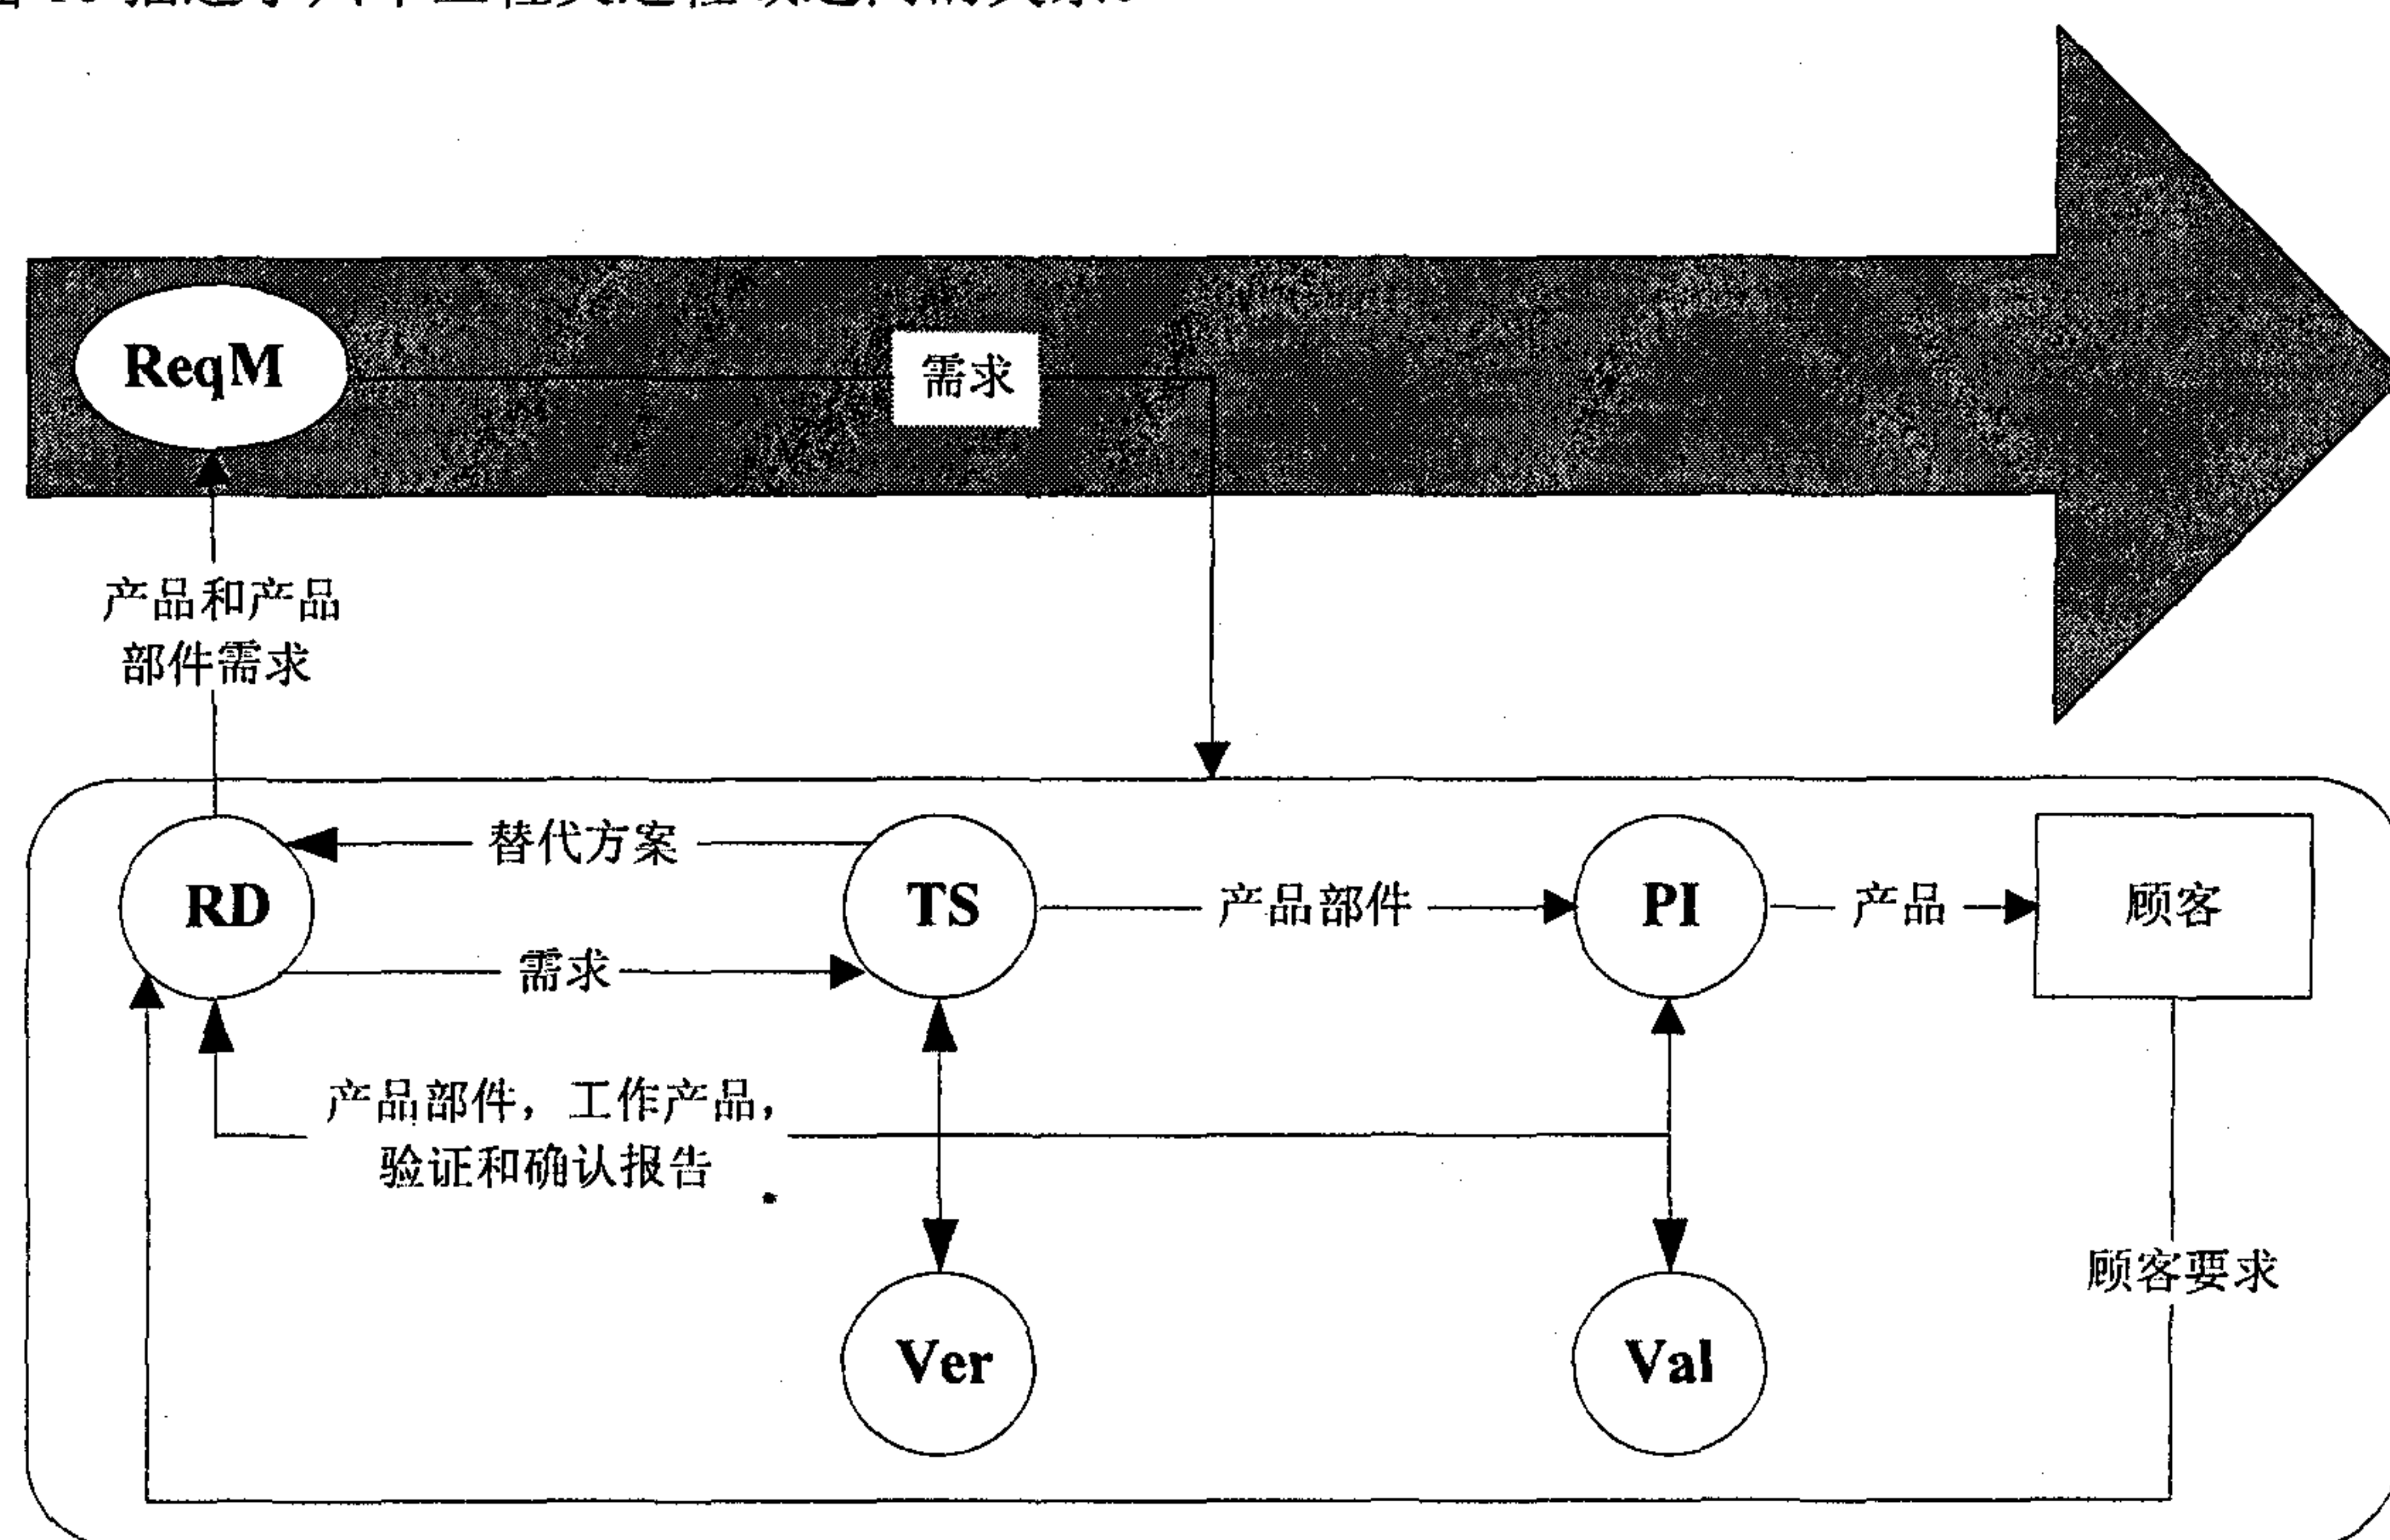 ReqM
需求
产品和产品
部件需求
替代方案
RD
TS
产品部件
PI
产品
顾客
需求
产品部件，工作产品，
验证和确认报告
顾客要求
Ver
Val